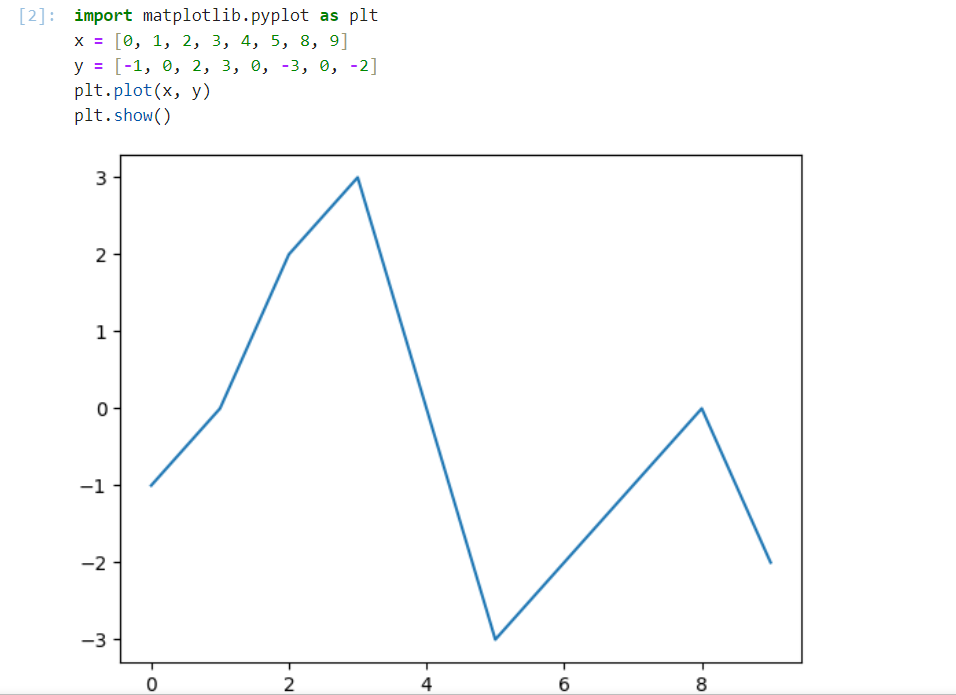 [2]: import matplotlib.pyplot as plt
x = [0, 1, 2, 3, 4, 5, 8, 9]
y = [-1, 0, 2, 3, 0, -3, 0, -2]
plt.plot(x, y)
plt.show()
3
2
1
0
−1
−2
−3
0 2 4 6 8